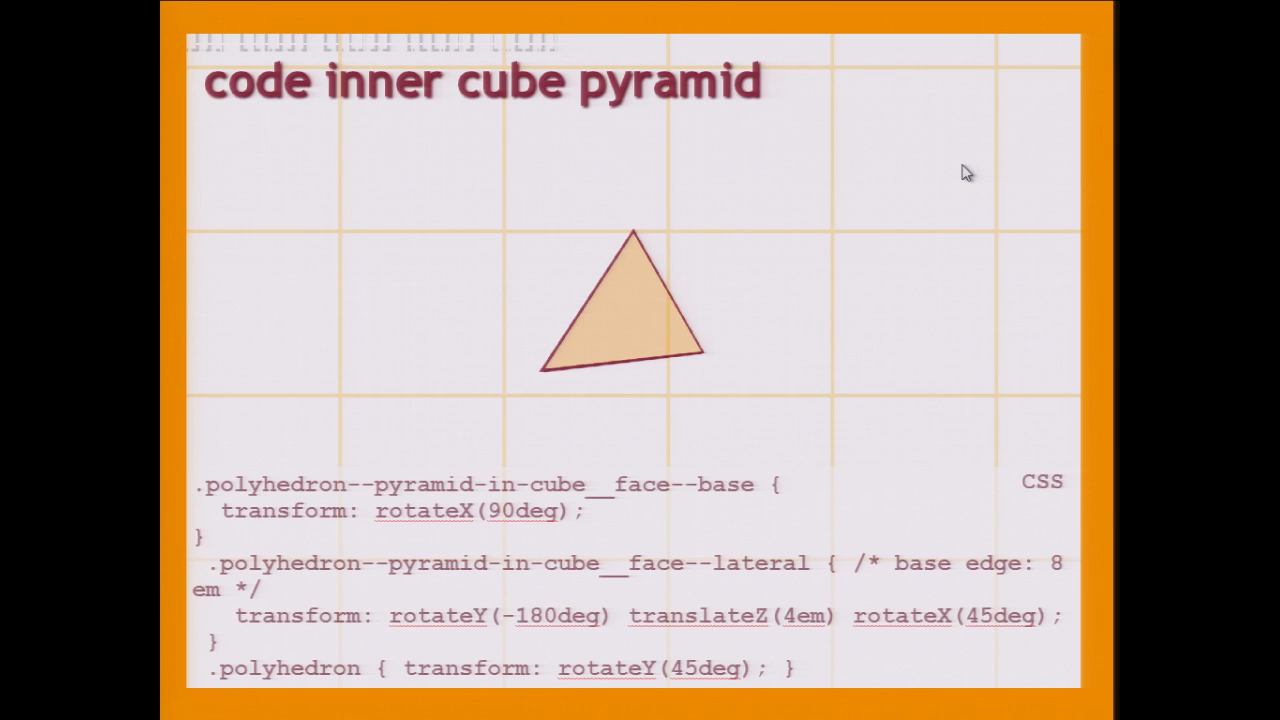 code inner cube pyramid
.polyhedron--pyramid-in-cube__face--base {
CSS
transform: rotateX(90deg);
}
.polyhedron--pyramid-in-cube__face--lateral { /* base edge: 8
em */
transform: rotateY(-180deg) translateZ(4em) rotateX(45deg);
}
.polyhedron { transform: rotateY(45deg); }